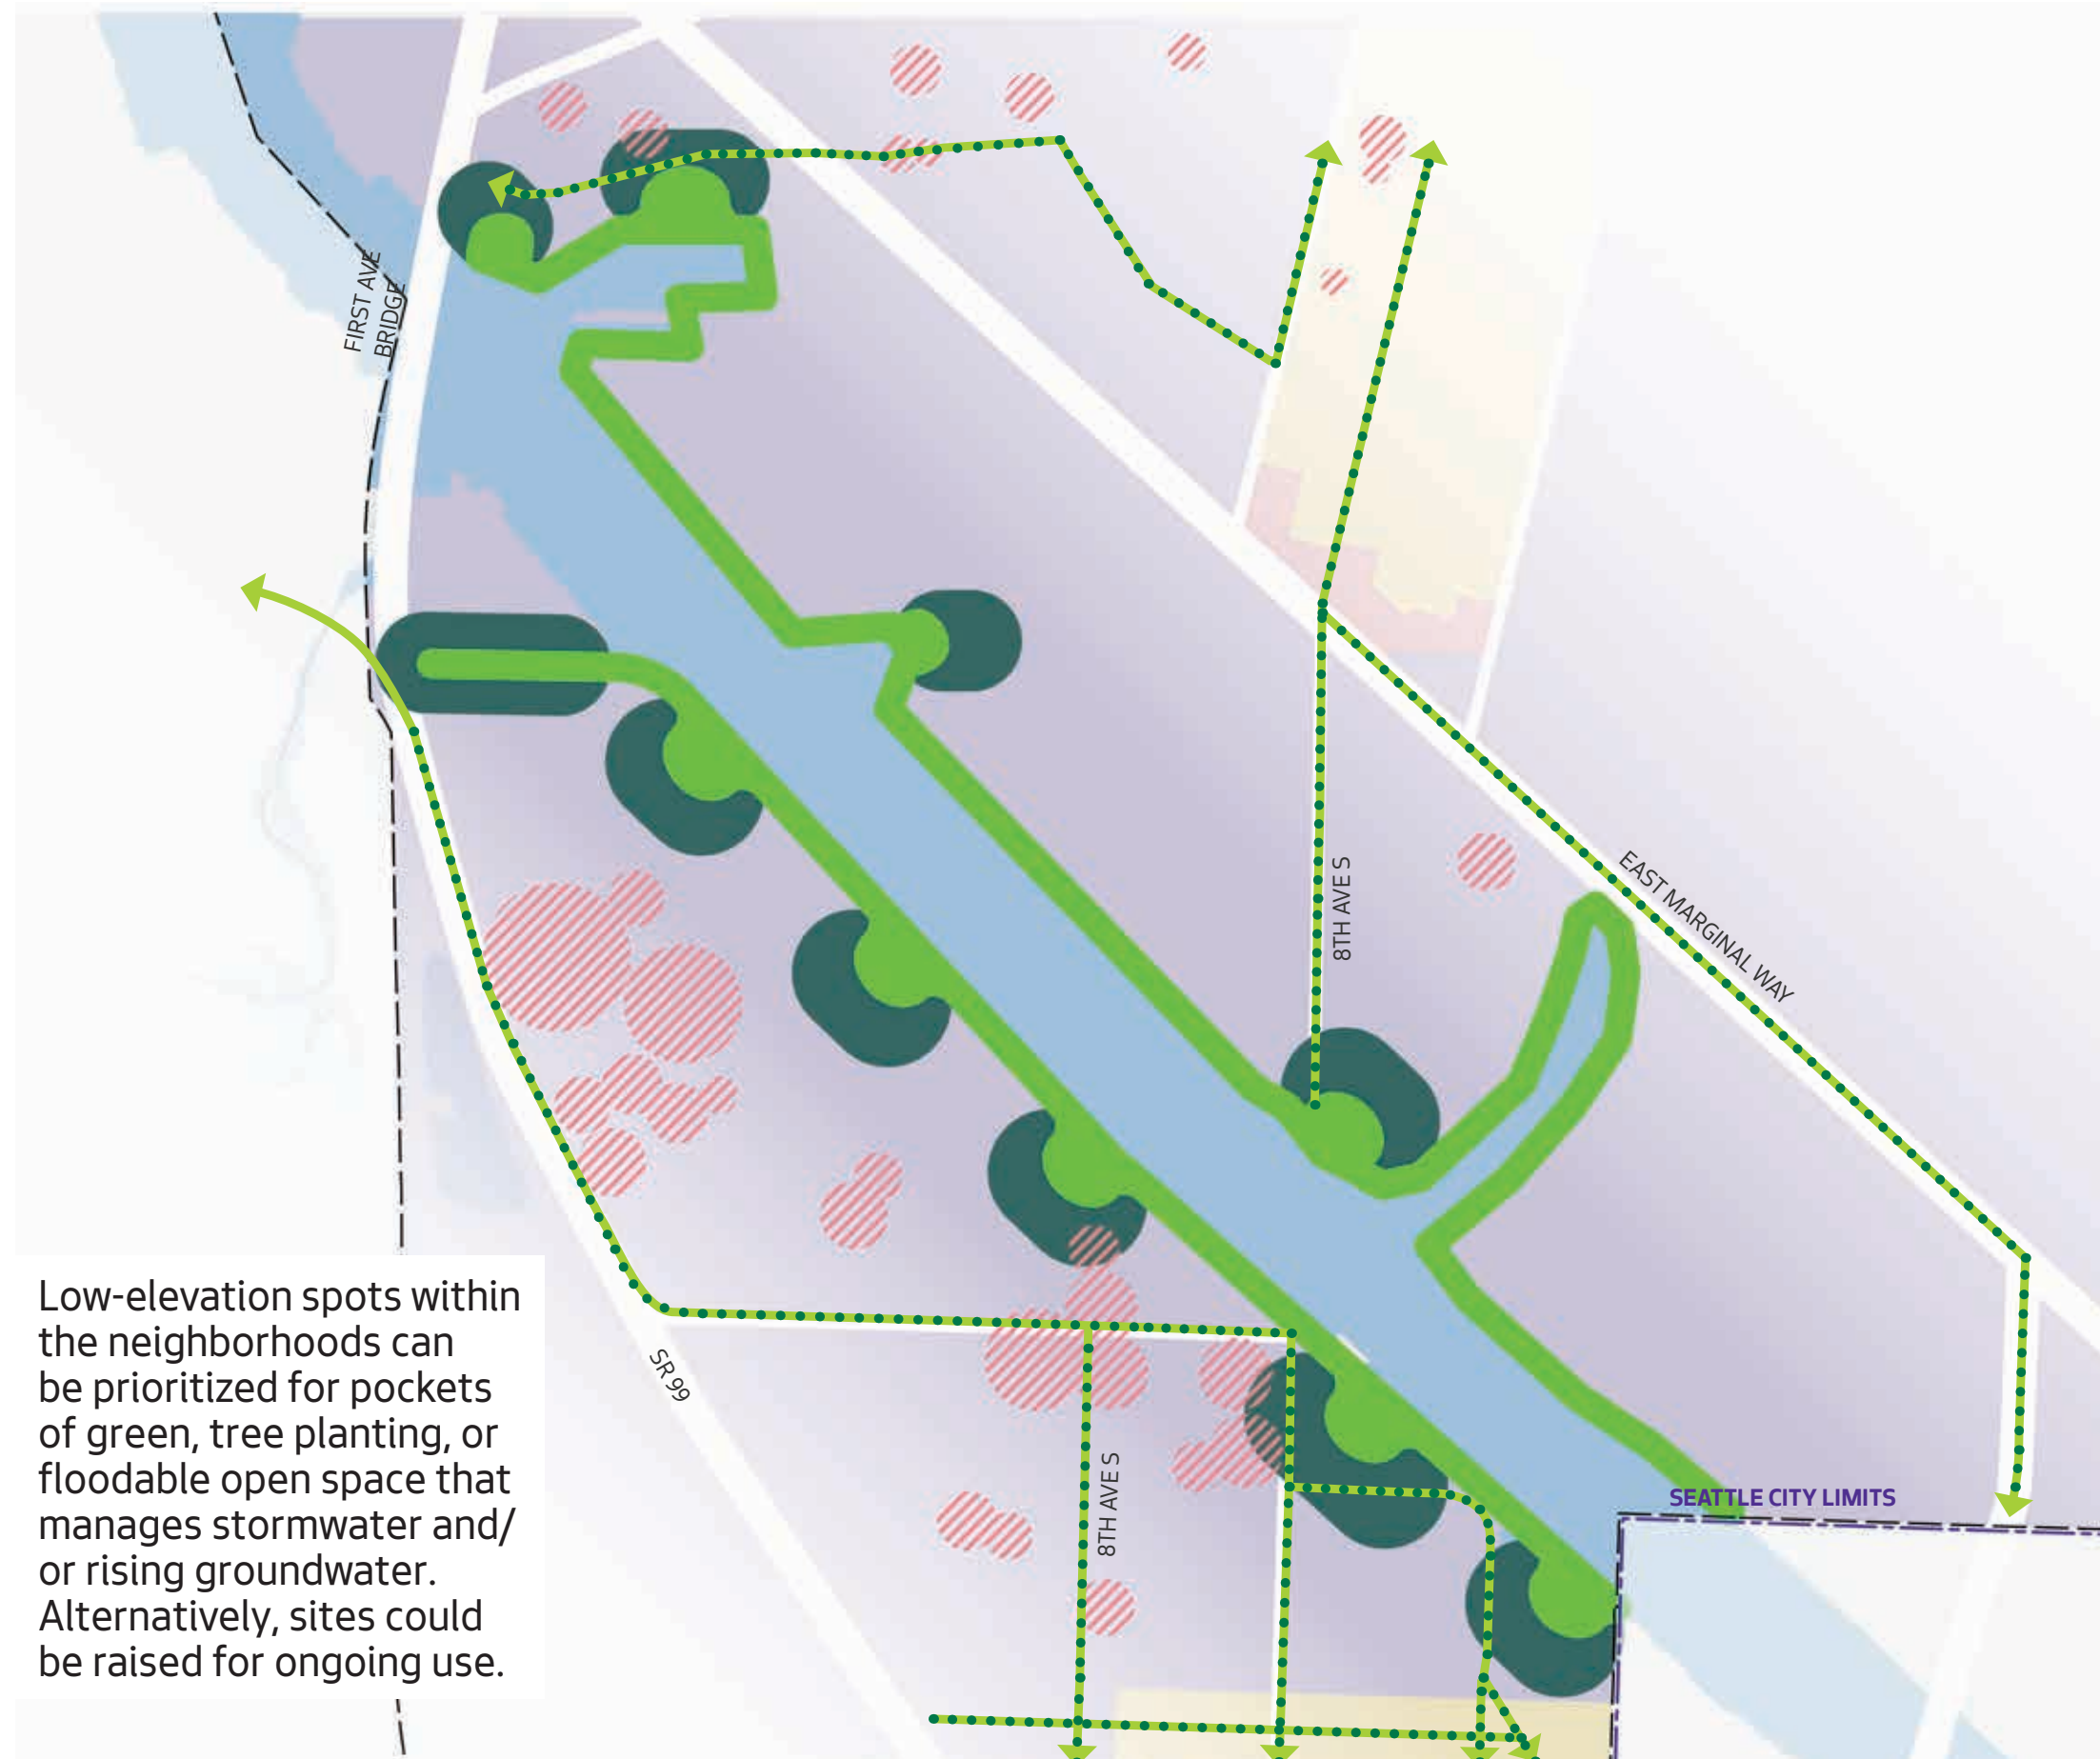 FIRST AVE
BRIDGE
8TH AVE S
EAST MARGINAL WAY
Low-elevation spots within
the neighborhoods can
be prioritized for pockets
of green, tree planting, or
floodable open space that
manages stormwater and/
or rising groundwater.
Alternatively, sites could
be raised for ongoing use.
SR 99
8TH AVE S
SEATTLE CITY LIMITS